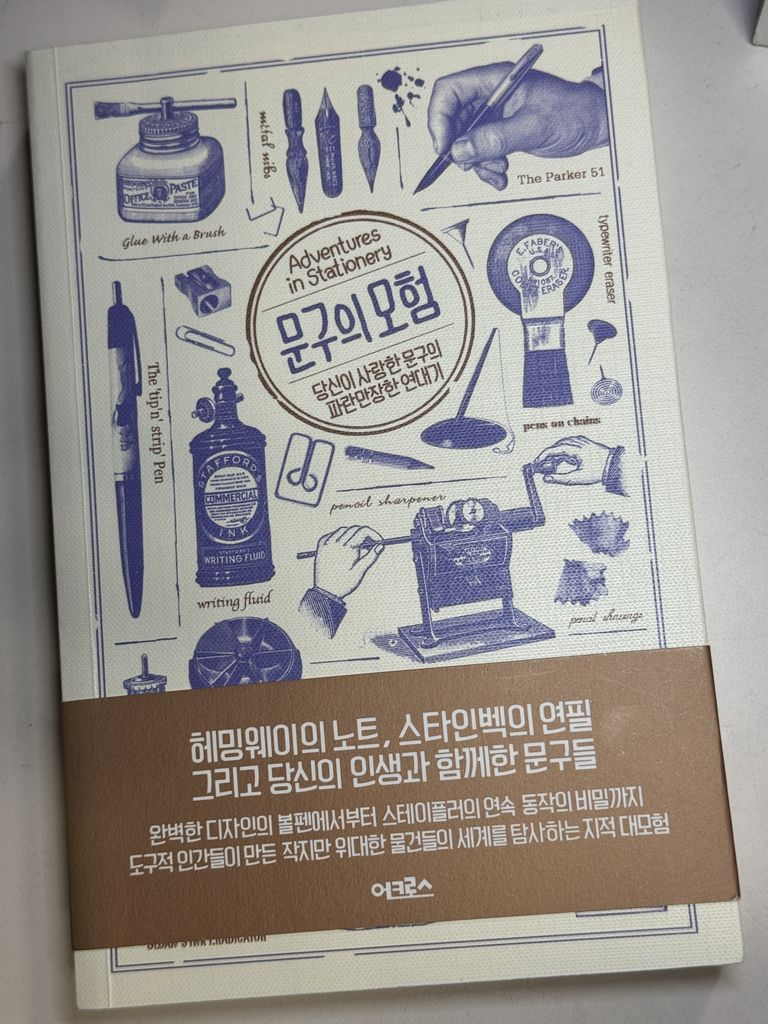 HIGGINS
OFFICE PASTE
Glue With a Brush
metal nibs
The Parker 51
Adventures
in Stationery
문구의 모험
당신이 사랑한 문구의
파란만장한 연대기
E. FABER'S
U.S.A.
typewriter eraser
The 'tip'n' strip' Pen
STAFFORD'S
COMMERCIAL
INK
STAFFORD'S
WRITING FLUID
writing fluid
pens on chains
pencil sharpener
pencil shavings
헤밍웨이의 노트, 스타인벡의 연필
그리고 당신의 인생과 함께한 문구들
완벽한 디자인의 볼펜에서부터 스테이플러의 연속 동작의 비밀까지
도구적 인간들이 만든 작지만 위대한 물건들의 세계를 탐사하는 지적 대모험
어크로스